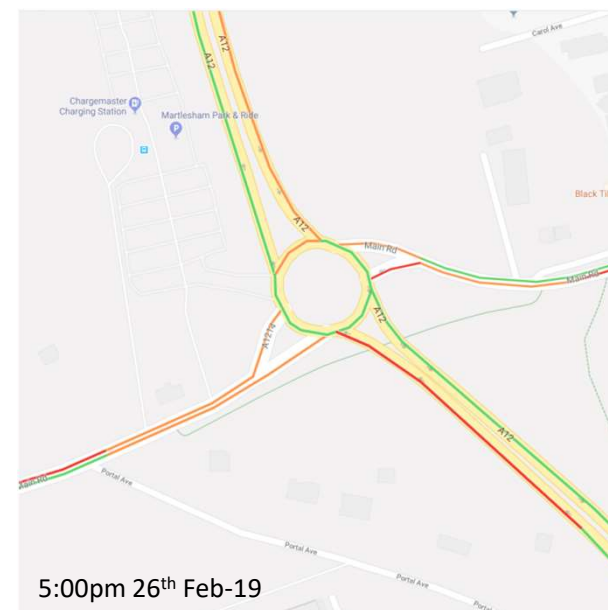 A12
A12
Carol Ave
Chargemaster
Charging Station
Martlesham Park & Ride
Black Ti
A12
Main Rd
Main Rd
A12
A1214
A12
Main Rd
Portal Ave
Portal Ave
Portal Ave
5:00pm 26th Feb-19